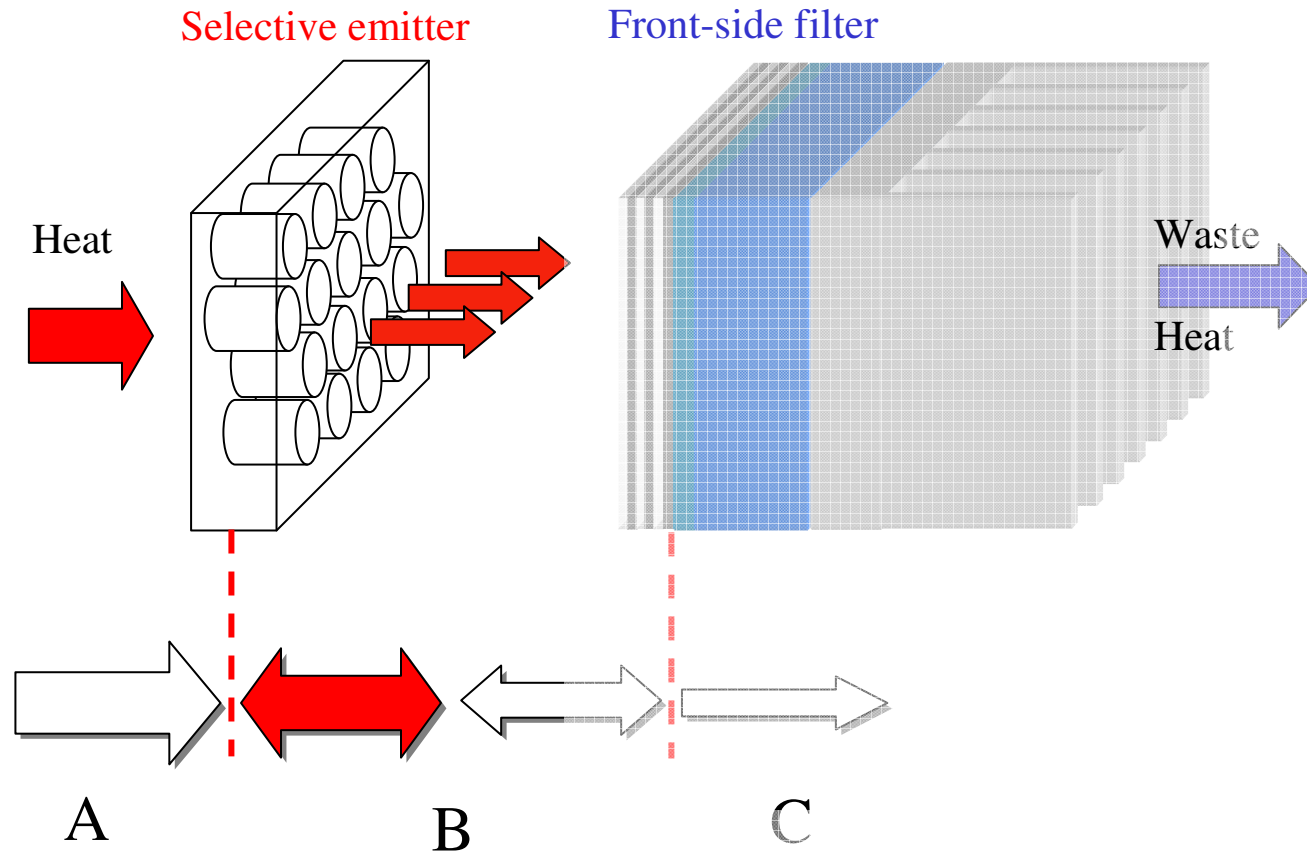 Selective emitter
Front-side filter
Heat
Waste
Heat
A
B
C